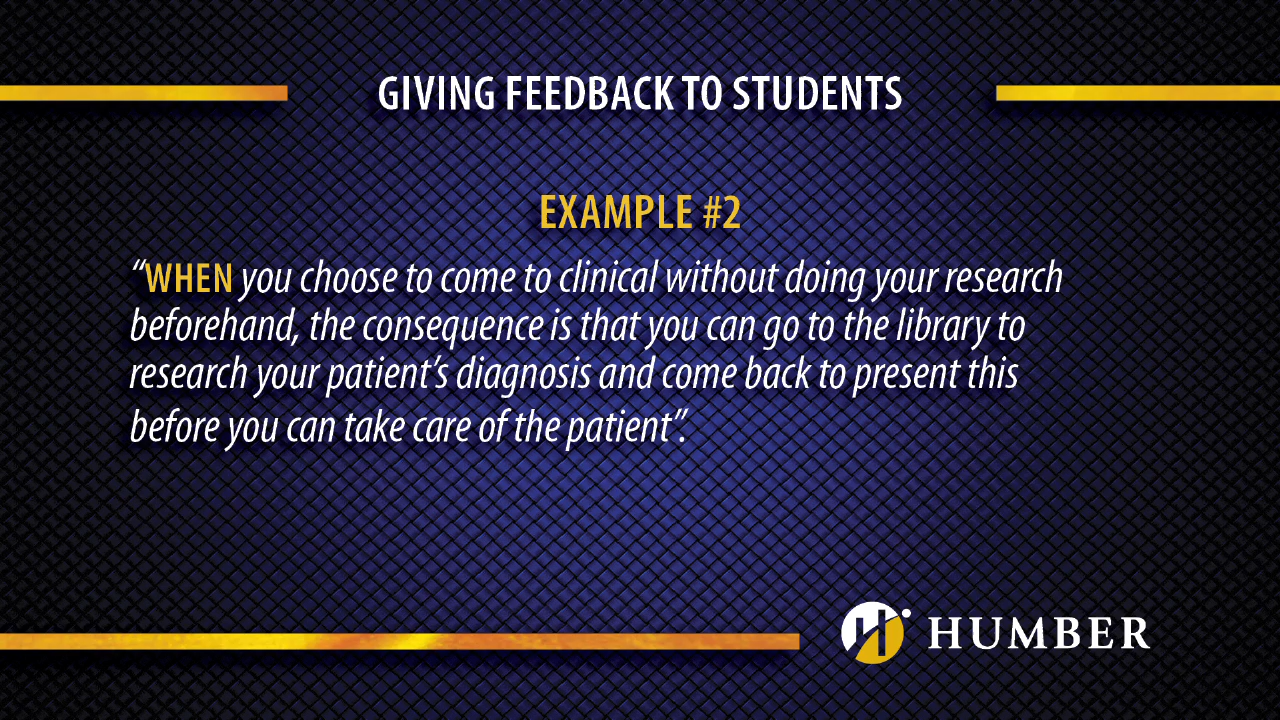 GIVING FEEDBACK TO STUDENTS
EXAMPLE #2
“WHEN you choose to come to clinical without doing your research
beforehand, the consequence is that you can go to the library to
research your patient’s diagnosis and come back to present this
before you can take care of the patient”.
HUMBER